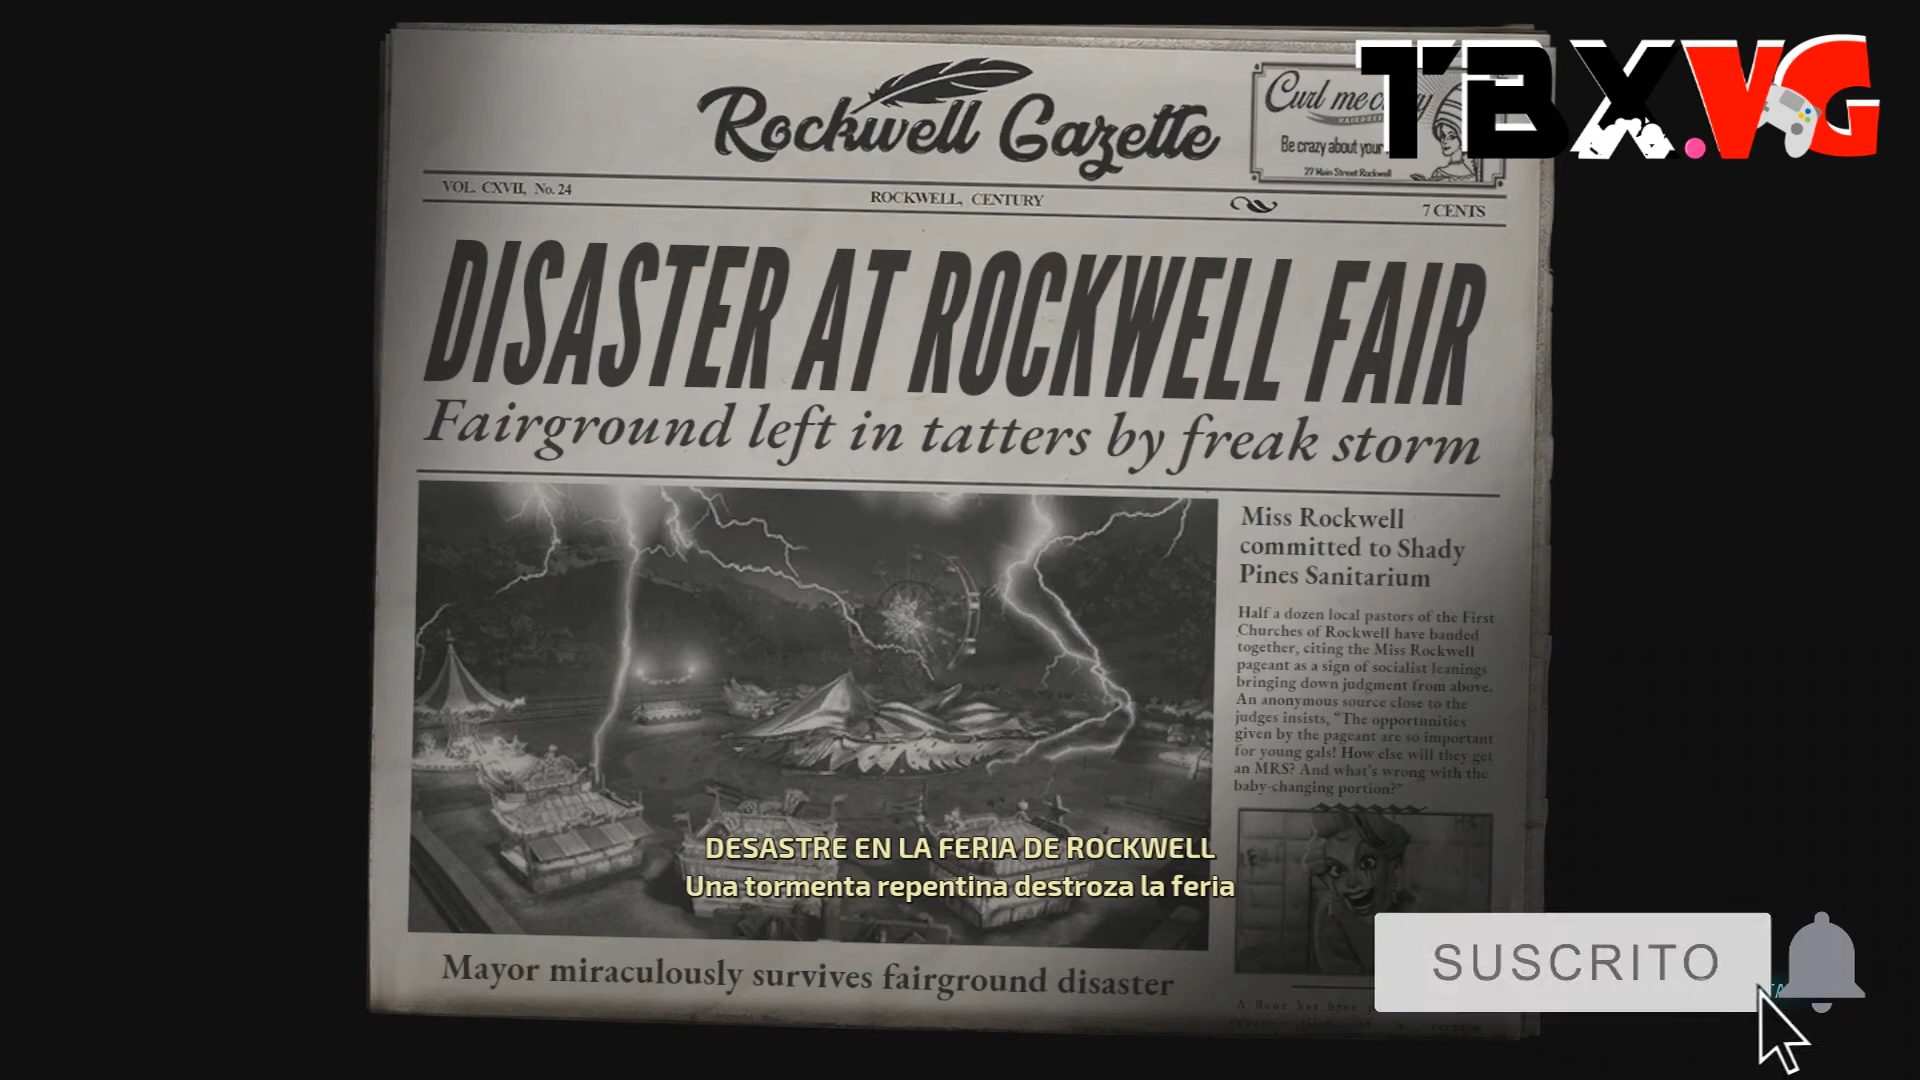 Rockwell Gazette
Curl me
Be crazy about your
27 Main Street Rockwell
TBX.VG
VOL. CXVII, No. 24
ROCKWELL, CENTURY
7 CENTS
DISASTER AT ROCKWELL FAIR
Fairground left in tatters by freak storm
Miss Rockwell
committed to Shady
Pines Sanitarium
Half a dozen local pastors of the First
Churches of Rockwell have banded
together, citing the Miss Rockwell
pageant as a sign of socialist leanings
bringing down judgment from above.
An anonymous source close to the
judges insists, “The opportunities
given by the pageant are so important
for young gals! How else will they get
an MRS? And what’s wrong with the
baby-changing portion?”
DESASTRE EN LA FERIA DE ROCKWELL
Una tormenta repentina destroza la feria
Mayor miraculously survives fairground disaster
SUSCRITO